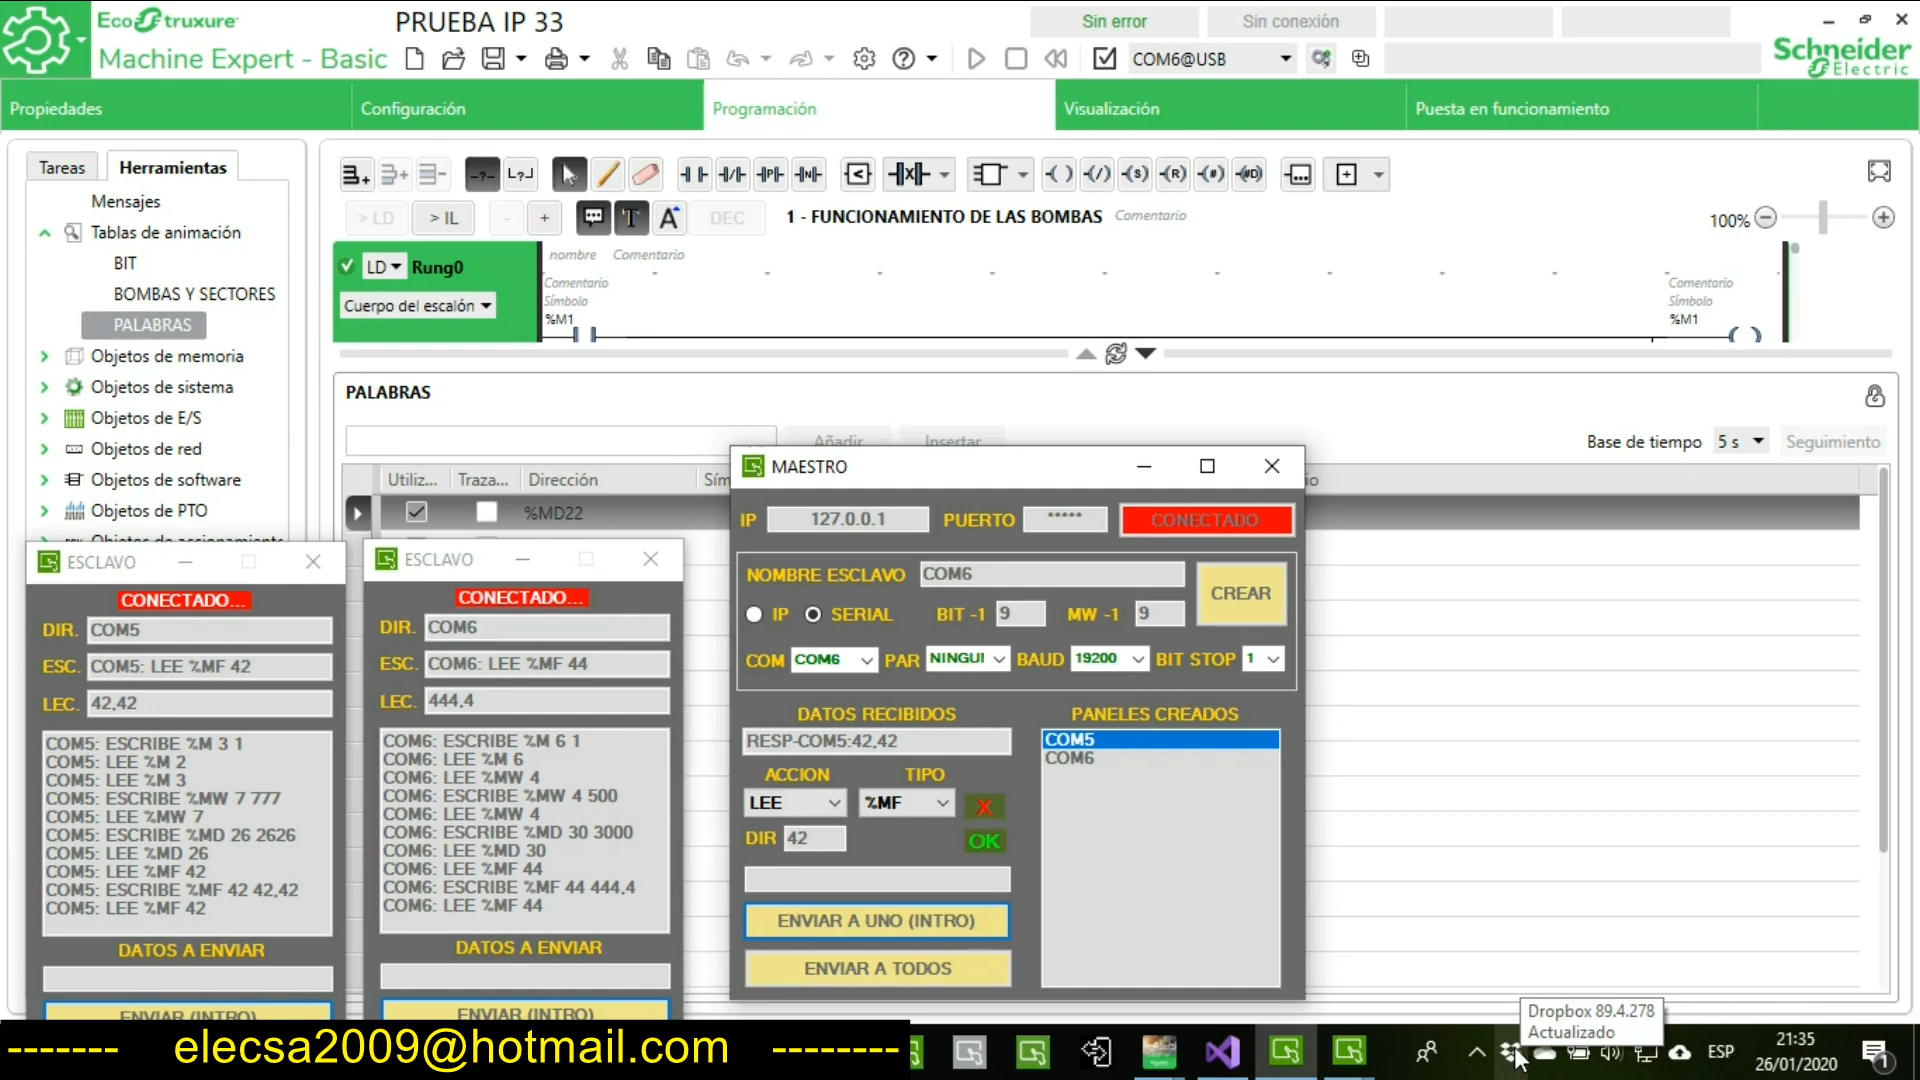 EcoStruxure
Machine Expert - Basic
PRUEBA IP 33
Sin error
Sin conexión
COM6@USB
Schneider
Electric
Propiedades
Configuración
Programación
Visualización
Puesta en funcionamiento
Tareas
Herramientas
Mensajes
Tablas de animación
BIT
BOMBAS Y SECTORES
PALABRAS
Objetos de memoria
Objetos de sistema
Objetos de E/S
Objetos de red
Objetos de software
Objetos de PTO
> LD
> IL
-
+
T
A
DEC
1 - FUNCIONAMIENTO DE LAS BOMBAS
Comentario
100%
LD
Rung0
Cuerpo del escalón
nombre
Comentario
Comentario
Símbolo
%M1
Comentario
Símbolo
%M1
PALABRAS
Añadir
Insertar
Base de tiempo
5 s
Seguimiento
Utiliz...
Traza...
Dirección
%MD22
ESCLAVO
CONECTADO...
DIR. COM5
ESC. COM5: LEE %MF 42
LEC. 42,42
COM5: ESCRIBE %M 3 1
COM5: LEE %M 2
COM5: LEE %M 3
COM5: ESCRIBE %MW 7 777
COM5: LEE %MW 7
COM5: ESCRIBE %MD 26 2626
COM5: LEE %MD 26
COM5: LEE %MF 42
COM5: ESCRIBE %MF 42 42,42
COM5: LEE %MF 42
DATOS A ENVIAR
ENVIAR (INTRO)
ESCLAVO
CONECTADO...
DIR. COM6
ESC. COM6: LEE %MF 44
LEC. 444,4
COM6: ESCRIBE %M 6 1
COM6: LEE %M 6
COM6: LEE %MW 4
COM6: ESCRIBE %MW 4 500
COM6: LEE %MW 4
COM6: ESCRIBE %MD 30 3000
COM6: LEE %MD 30
COM6: LEE %MF 44
COM6: ESCRIBE %MF 44 444,4
COM6: LEE %MF 44
DATOS A ENVIAR
ENVIAR (INTRO)
MAESTRO
IP 127.0.0.1 PUERTO ***** CONECTADO
NOMBRE ESCLAVO COM6
CREAR
IP SERIAL BIT -1 9 MW -1 9
COM COM6 PAR NINGUI BAUD 19200 BIT STOP 1
DATOS RECIBIDOS
RESP-COM5:42,42
ACCION TIPO
LEE %MF X
DIR 42 OK
ENVIAR A UNO (INTRO)
ENVIAR A TODOS
PANELES CREADOS
COM5
COM6
Dropbox 89.4.278
Actualizado
------- elecsa2009@hotmail.com --------
ESP
21:35
26/01/2020
1